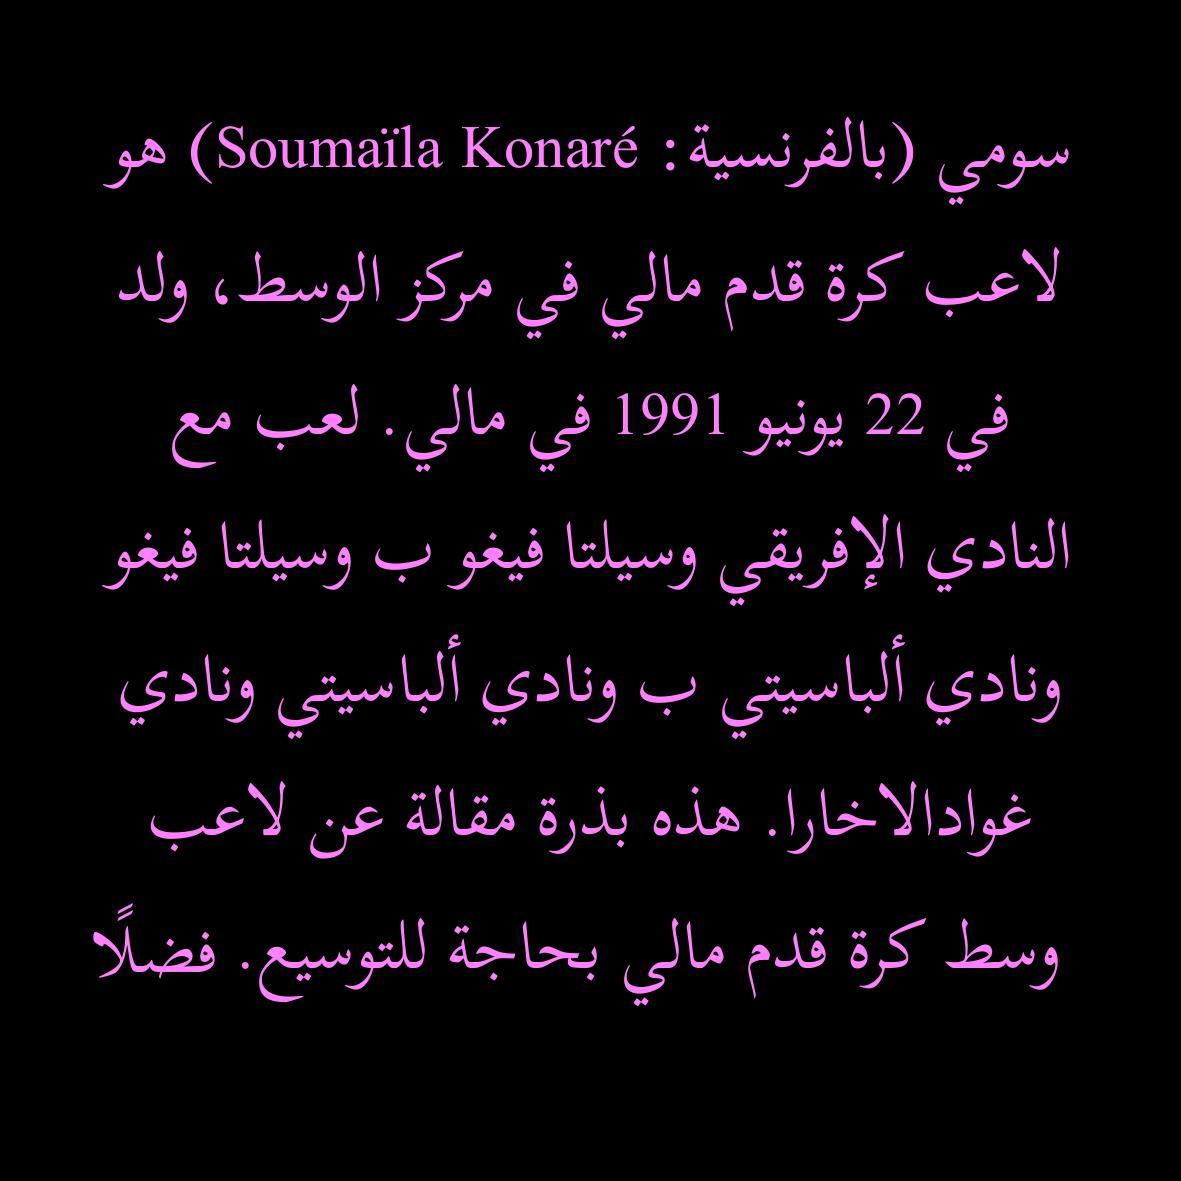 سومي (بالفرنسية: Soumaïla Konaré) هو
لاعب كرة قدم مالي في مركز الوسط، ولد
في 22 يونيو 1991 في مالي. لعب مع
النادي الإفريقي وسيلتا فيغو ب وسيلتا فيغو
ونادي ألباسيتي ب ونادي ألباسيتي ونادي
غوادالاخارا. هذه بذرة مقالة عن لاعب
وسط كرة قدم مالي بحاجة للتوسيع. فضلًا